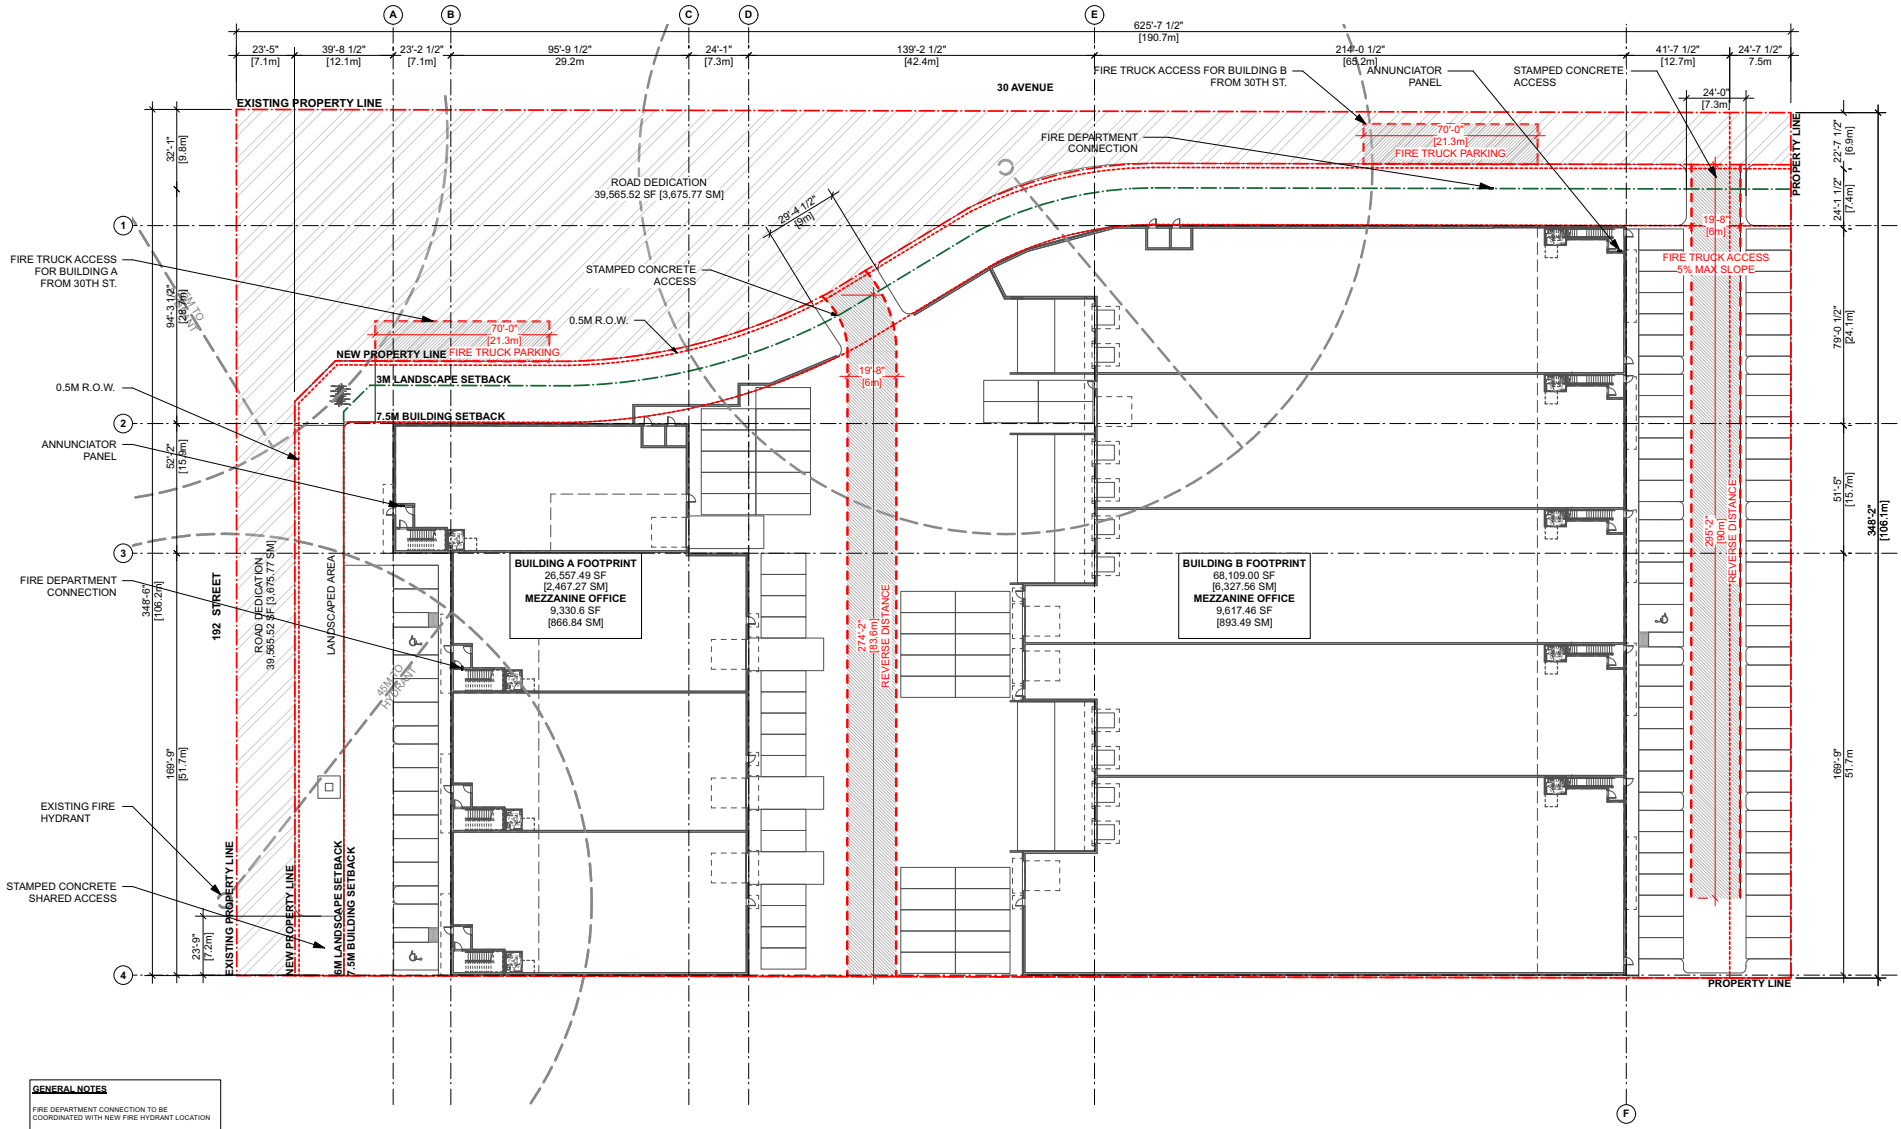 A
B
C
D
E
625'-7 1/2"
[190.7m]
23'-5"
[7.1m]
39'-8 1/2"
[12.1m]
23'-2 1/2"
[7.1m]
95'-9 1/2"
29.2m
24'-1"
[7.3m]
139'-2 1/2"
[42.4m]
214'-0 1/2"
[65.2m]
41'-7 1/2"
[12.7m]
24'-7 1/2"
7.5m
30 AVENUE
FIRE TRUCK ACCESS FOR BUILDING B
FROM 30TH ST.
ANNUNCIATOR
PANEL
STAMPED CONCRETE
ACCESS
24'-0"
[7.3m]
EXISTING PROPERTY LINE
PROPERTY LINE
FIRE DEPARTMENT
CONNECTION
70'-0"
[21.3m]
FIRE TRUCK PARKING
32'-1"
[9.8m]
22'-7 1/2"
[6.9m]
ROAD DEDICATION
39,565.52 SF [3,675.77 SM]
29'-4 1/2"
[9m]
24'-1 1/2"
[7.4m]
1
19'-8"
[6m]
FIRE TRUCK ACCESS
5% MAX SLOPE
FIRE TRUCK ACCESS
FOR BUILDING A
FROM 30TH ST.
STAMPED CONCRETE
ACCESS
94'-3 1/2"
[28.7m]
0.5M R.O.W.
70'-0"
[21.3m]
FIRE TRUCK PARKING
NEW PROPERTY LINE
79'-0 1/2"
[24.1m]
3M LANDSCAPE SETBACK
19'-8"
[6m]
0.5M R.O.W.
7.5M BUILDING SETBACK
2
ANNUNCIATOR
PANEL
52'-2"
[15.9m]
51'-5"
[15.7m]
348'-2"
[106.1m]
295'-2"
[90m]
REVERSE DISTANCE
3
FIRE DEPARTMENT
CONNECTION
348'-6"
[106.2m]
192 STREET
ROAD DEDICATION
39,565.52 SF [3,675.77 SM]
LANDSCAPED AREA
BUILDING A FOOTPRINT
26,557.49 SF
[2,467.27 SM]
MEZZANINE OFFICE
9,330.6 SF
[866.84 SM]
BUILDING B FOOTPRINT
68,109.00 SF
[6,327.56 SM]
MEZZANINE OFFICE
9,617.46 SF
[893.49 SM]
274'-2"
[83.6m]
REVERSE DISTANCE
45M TO
HYDRANT
169'-9"
[51.7m]
169'-9"
51.7m
EXISTING FIRE
HYDRANT
STAMPED CONCRETE
SHARED ACCESS
EXISTING PROPERTY LINE
NEW PROPERTY LINE
6M LANDSCAPE SETBACK
7.5M BUILDING SETBACK
23'-9"
[7.2m]
4
PROPERTY LINE
F
GENERAL NOTES
FIRE DEPARTMENT CONNECTION TO BE
COORDINATED WITH NEW FIRE HYDRANT LOCATION